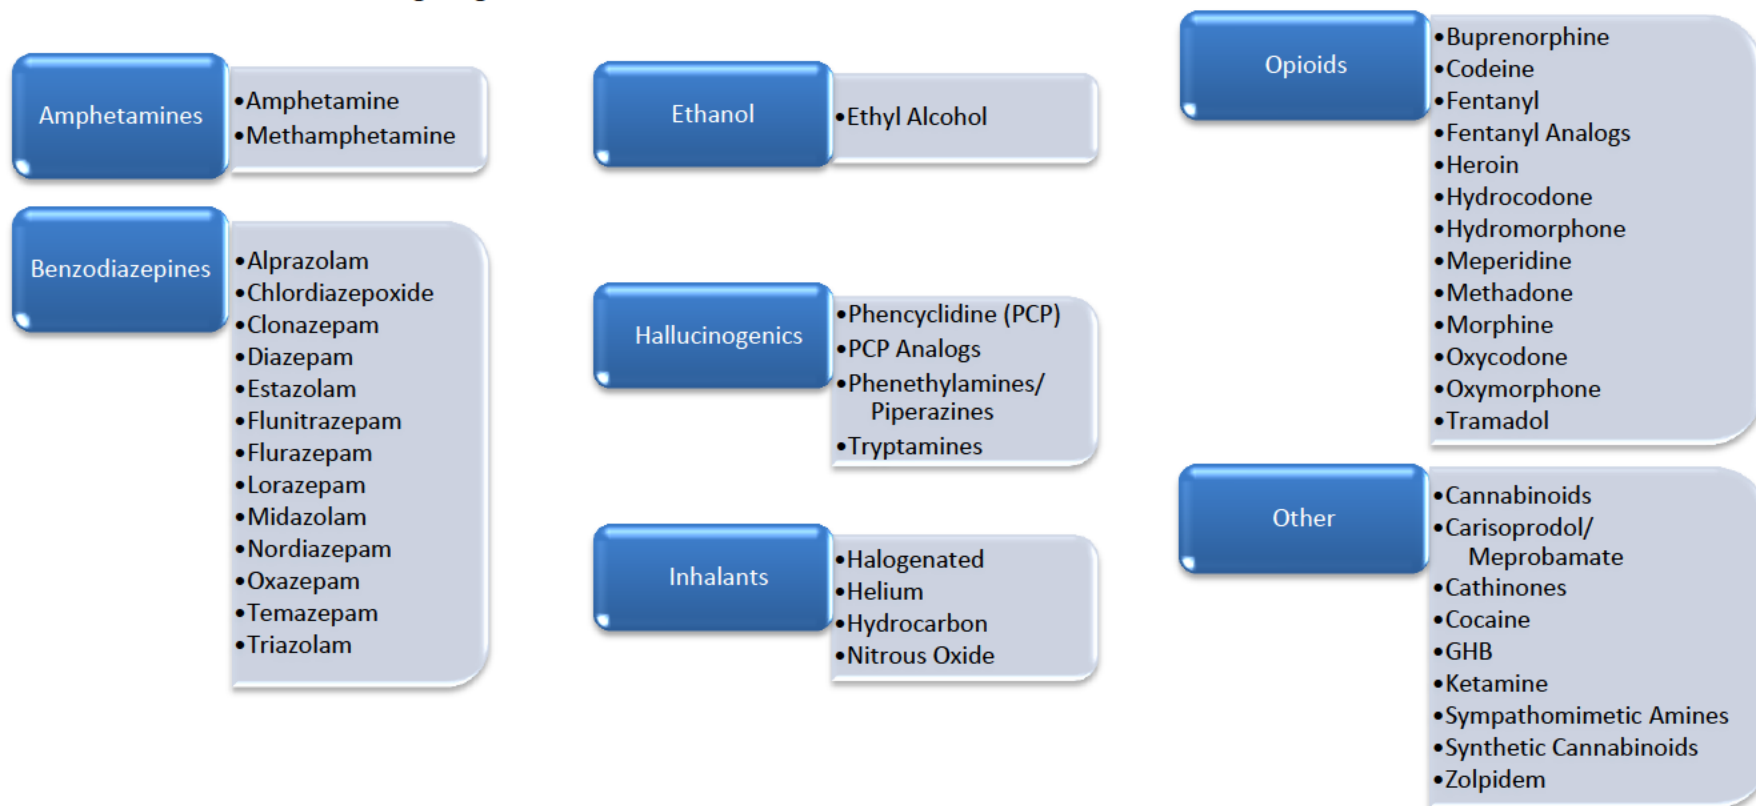 Amphetamines
•Amphetamine
•Methamphetamine
Benzodiazepines
•Alprazolam
•Chlordiazepoxide
•Clonazepam
•Diazepam
•Estazolam
•Flunitrazepam
•Flurazepam
•Lorazepam
•Midazolam
•Nordiazepam
•Oxazepam
•Temazepam
•Triazolam
Ethanol
•Ethyl Alcohol
Hallucinogenics
•Phencyclidine (PCP)
•PCP Analogs
•Phenethylamines/
Piperazines
•Tryptamines
Inhalants
•Halogenated
•Helium
•Hydrocarbon
•Nitrous Oxide
Opioids
•Buprenorphine
•Codeine
•Fentanyl
•Fentanyl Analogs
•Heroin
•Hydrocodone
•Hydromorphone
•Meperidine
•Methadone
•Morphine
•Oxycodone
•Oxymorphone
•Tramadol
Other
•Cannabinoids
•Carisoprodol/
Meprobamate
•Cathinones
•Cocaine
•GHB
•Ketamine
•Sympathomimetic Amines
•Synthetic Cannabinoids
•Zolpidem